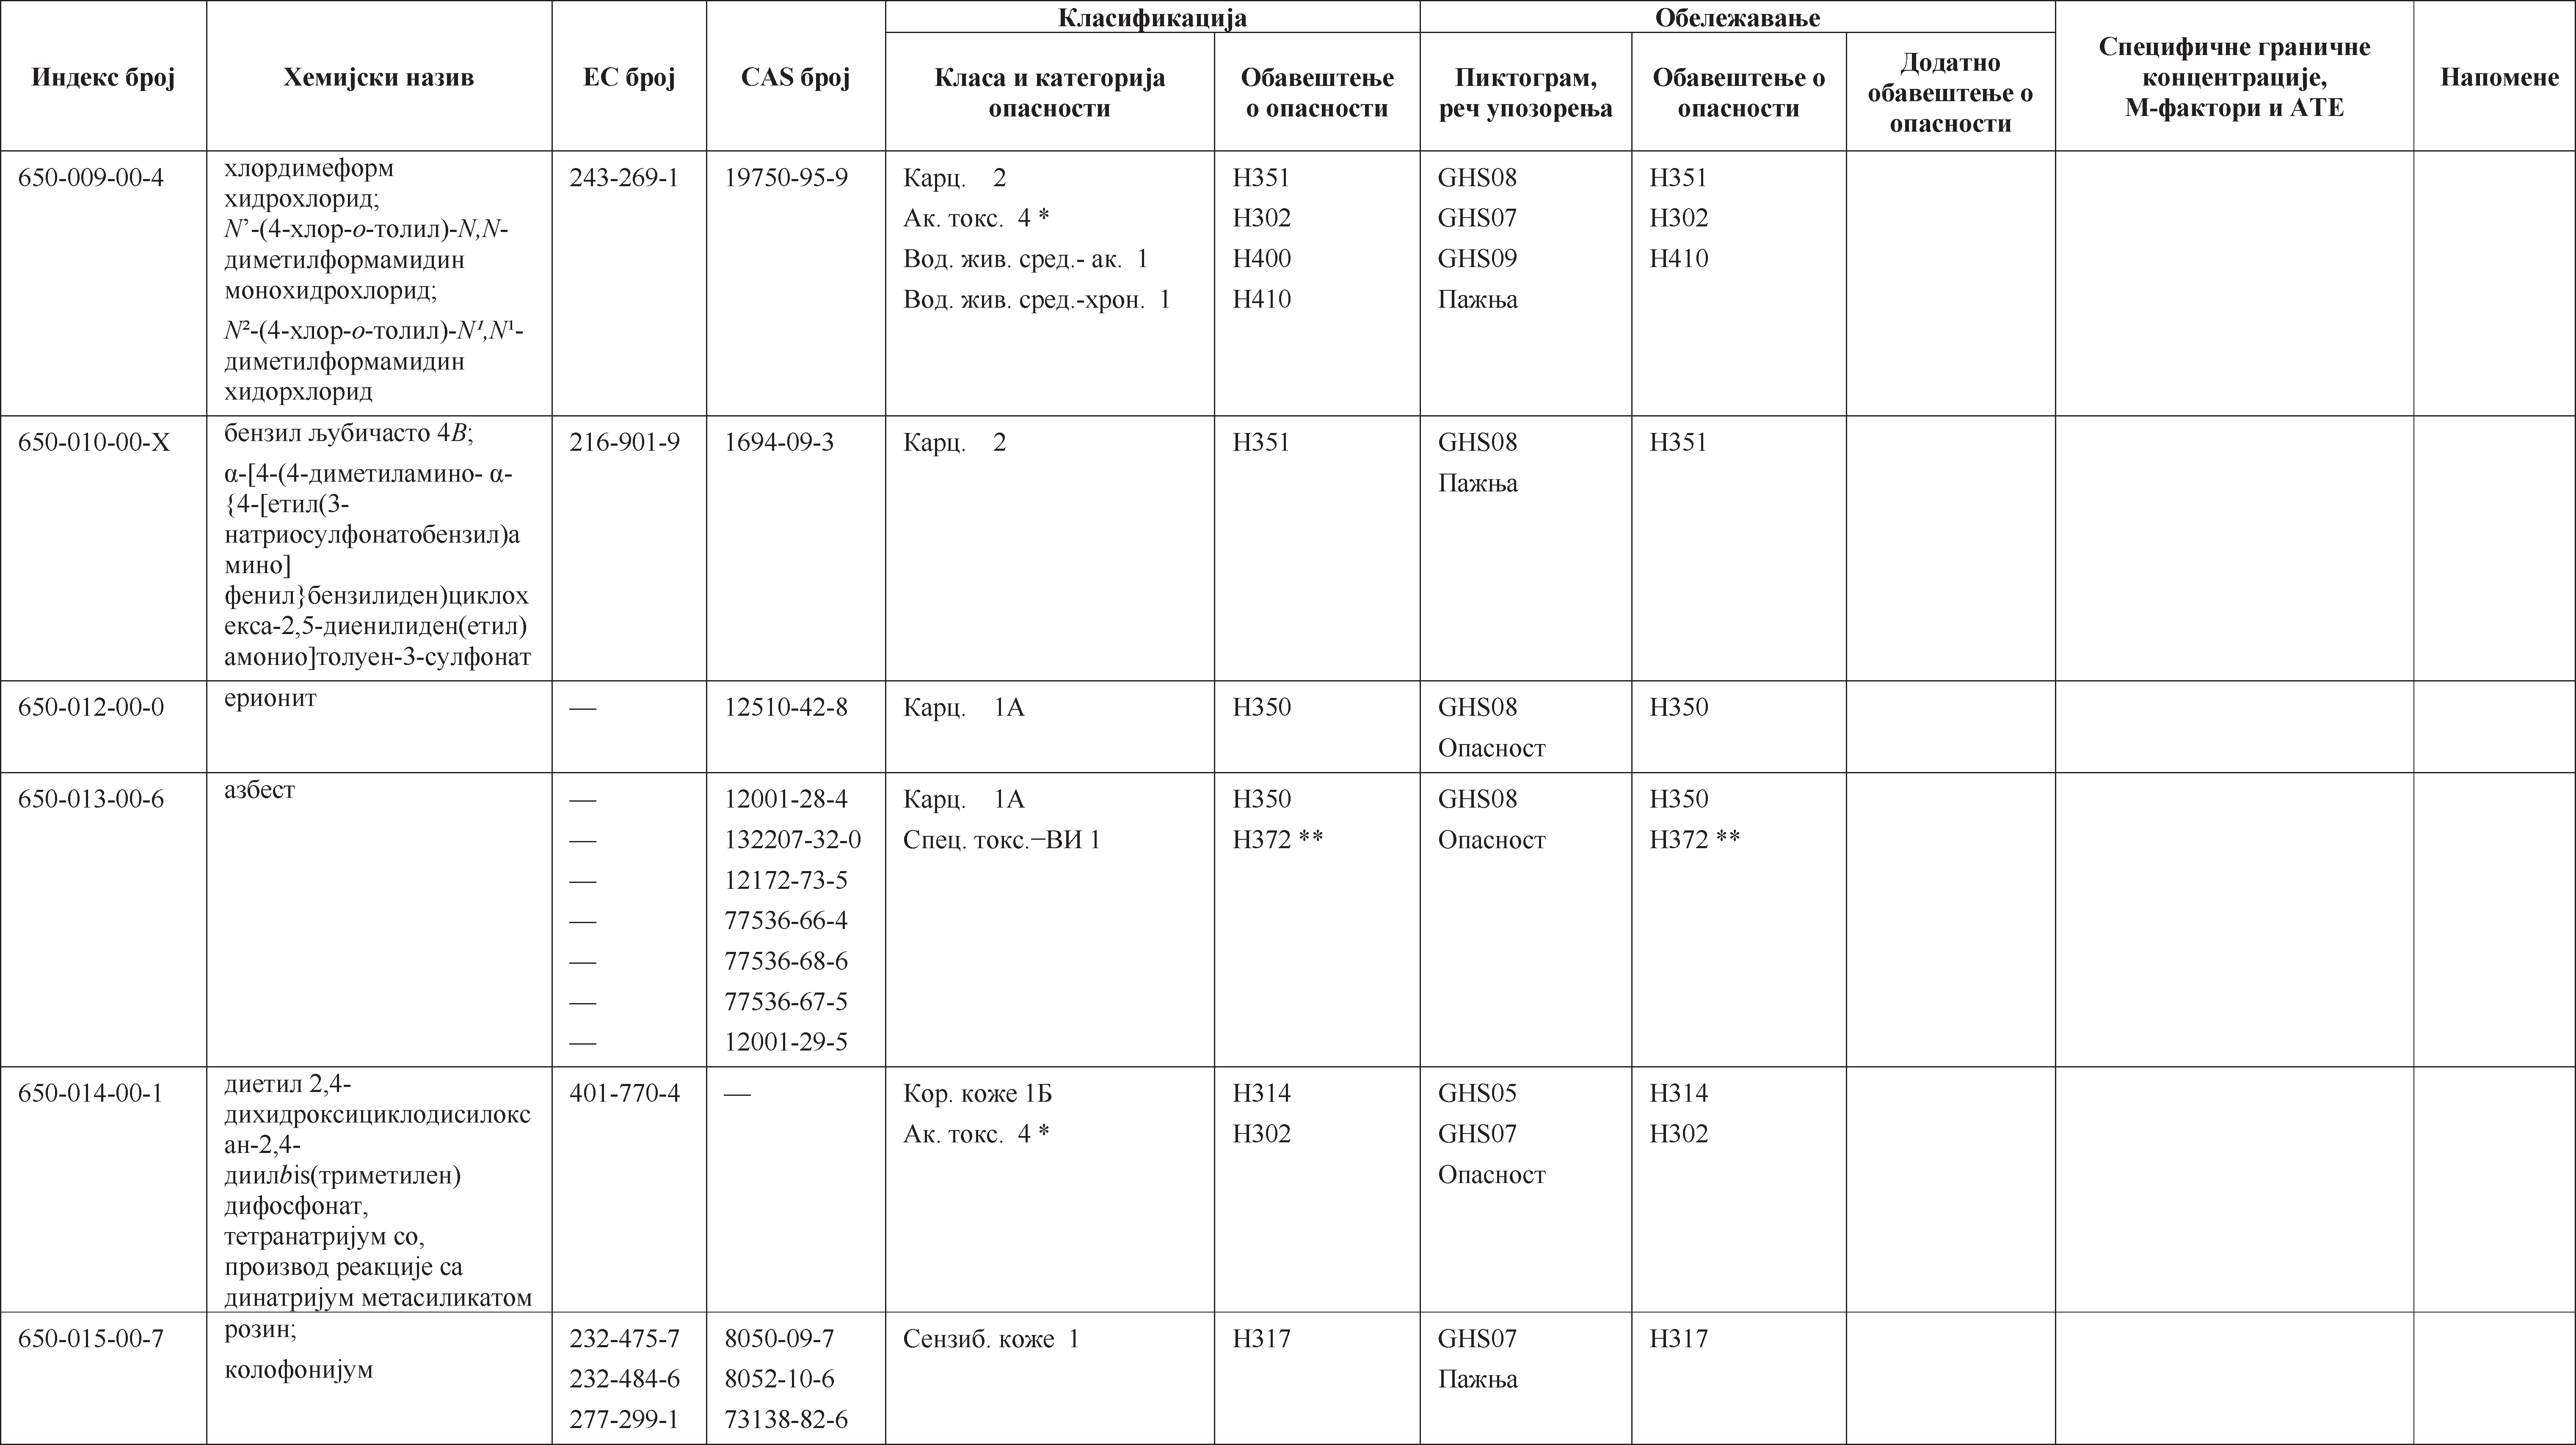 Индекс број
Хемијски назив
ЕС број
CAS број
Класификација
Класа и категорија
опасности
Обавештење
о опасности
Обележавање
Пиктограм,
реч упозорења
Обавештење о
опасности
Додатно
обавештење о
опасности
Специфичне граничне
концентрације,
М-фактори и АТЕ
Напомене
650-009-00-4
хлордимеформ
хидрохлорид;
N’-(4-хлор-о-толил)-N,N-
диметилформамидин
монохидрохлорид;
N²-(4-хлор-о-толил)-N¹,N¹-
диметилформамидин
хидорхлорид
243-269-1
19750-95-9
Карц. 2
Ак. токс. 4 *
Вод. жив. сред.- ак. 1
Вод. жив. сред.-хрон. 1
H351
H302
H400
H410
GHS08
GHS07
GHS09
Пажња
H351
H302
H410
650-010-00-X
бензил љубичасто 4B;
α-[4-(4-диметиламино- α-
{4-[етил(3-
натриосулфонатобензил)а
мино]
фенил}бензилиден)циклох
екса-2,5-диенилиден(етил)
амонио]толуен-3-сулфонат
216-901-9
1694-09-3
Карц. 2
H351
GHS08
Пажња
H351
650-012-00-0
ерионит
—
12510-42-8
Карц. 1А
H350
GHS08
Опасност
H350
650-013-00-6
азбест
—
—
—
—
—
—
—
12001-28-4
132207-32-0
12172-73-5
77536-66-4
77536-68-6
77536-67-5
12001-29-5
Карц. 1А
Спец. токс.−ВИ 1
H350
H372 **
GHS08
Опасност
H350
H372 **
650-014-00-1
диетил 2,4-
дихидроксициклодисилокс
ан-2,4-
диилbis(триметилен)
дифосфонат,
тетранатријум со,
производ реакције са
динатријум метасиликатом
401-770-4
—
Кор. коже 1Б
Ак. токс. 4 *
H314
H302
GHS05
GHS07
Опасност
H314
H302
650-015-00-7
розин;
колофонијум
232-475-7
232-484-6
277-299-1
8050-09-7
8052-10-6
73138-82-6
Сензиб. коже 1
H317
GHS07
Пажња
H317